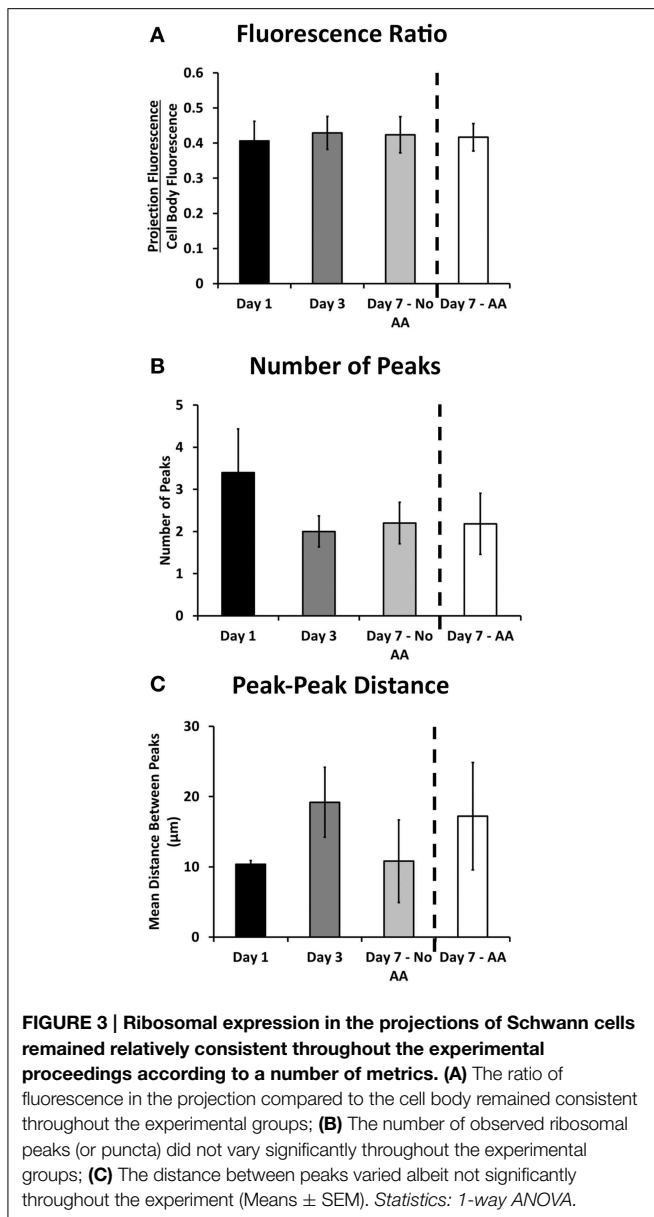 A Fluorescence Ratio
Projection Fluorescence
Cell Body Fluorescence
0.6
0.5
0.4
0.3
0.2
0.1
0
Day 1 Day 3 Day 7 - No AA Day 7 - AA
B Number of Peaks
Number of Peaks
5
4
3
2
1
0
Day 1 Day 3 Day 7 - No AA Day 7 - AA
C Peak-Peak Distance
Mean Distance Between Peaks
(µm)
30
20
10
0
Day 1 Day 3 Day 7 - No AA Day 7 - AA
FIGURE 3 | Ribosomal expression in the projections of Schwann cells
remained relatively consistent throughout the experimental
proceedings according to a number of metrics. (A) The ratio of
fluorescence in the projection compared to the cell body remained consistent
throughout the experimental groups; (B) The number of observed ribosomal
peaks (or puncta) did not vary significantly throughout the experimental
groups; (C) The distance between peaks varied albeit not significantly
throughout the experiment (Means ± SEM). Statistics: 1-way ANOVA.